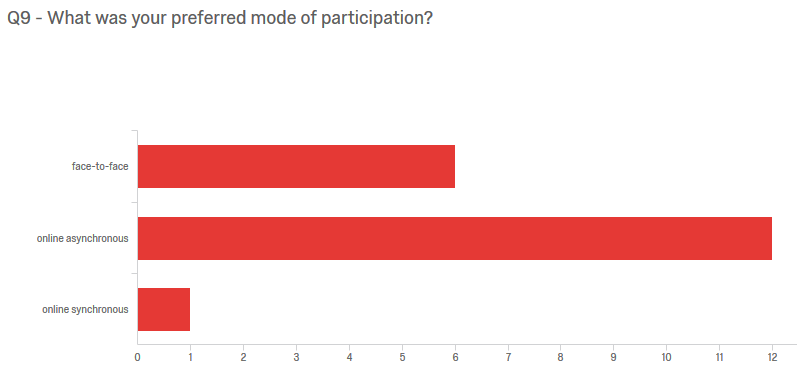 Q9 - What was your preferred mode of participation?
face-to-face
online asynchronous
online synchronous
0 1 2 3 4 5 6 7 8 9 10 11 12